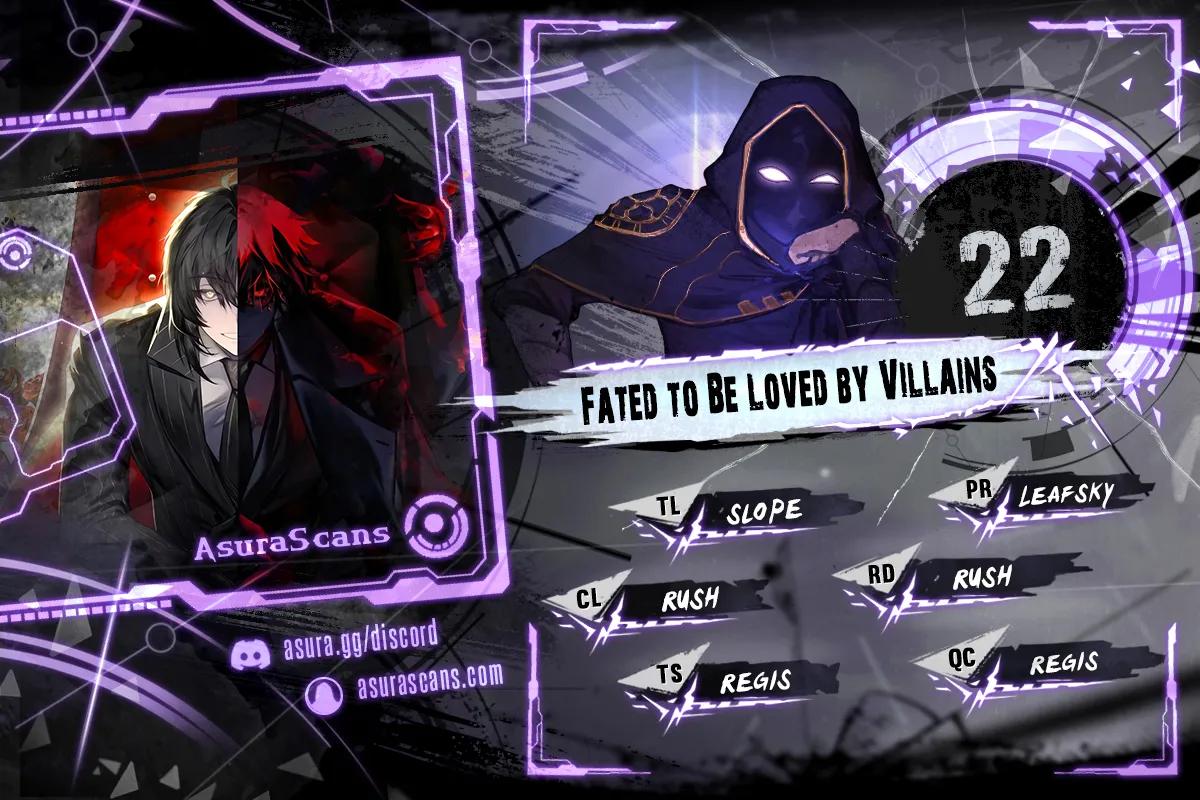 22
FATED TO BE LOVED BY VILLAINS
TL SLOPE
PR LEAFSKY
CL RUSH
RD RUSH
TS REGIS
QC REGIS
AsuraScans
asura.gg/discord
asurascans.com